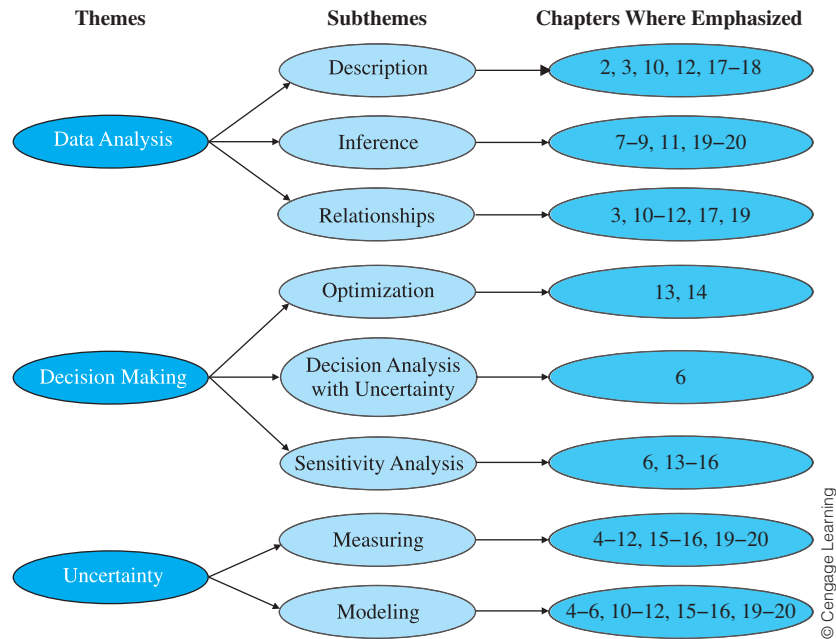 Themes
Subthemes
Chapters Where Emphasized
Data Analysis
Description
2, 3, 10, 12, 17–18
Inference
7–9, 11, 19–20
Relationships
3, 10–12, 17, 19
Decision Making
Optimization
13, 14
Decision Analysis
with Uncertainty
6
Sensitivity Analysis
6, 13–16
Uncertainty
Measuring
4–12, 15–16, 19–20
Modeling
4–6, 10–12, 15–16, 19–20
© Cengage Learning